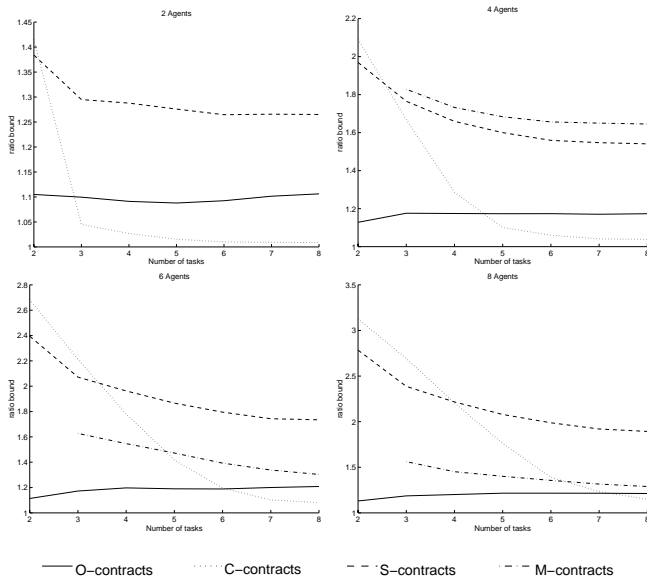 2 Agents
1.45
1.4
1.35
1.3
1.25
1.2
1.15
1.1
1.05
1
ratio bound
2 3 4 5 6 7 8
Number of tasks
4 Agents
2.2
2
1.8
1.6
1.4
1.2
1
ratio bound
2 3 4 5 6 7 8
Number of tasks
6 Agents
2.8
2.6
2.4
2.2
2
1.8
1.6
1.4
1.2
1
ratio bound
2 3 4 5 6 7 8
Number of tasks
8 Agents
3.5
3
2.5
2
1.5
1
ratio bound
2 3 4 5 6 7 8
Number of tasks
O−contracts C−contracts S−contracts M−contracts